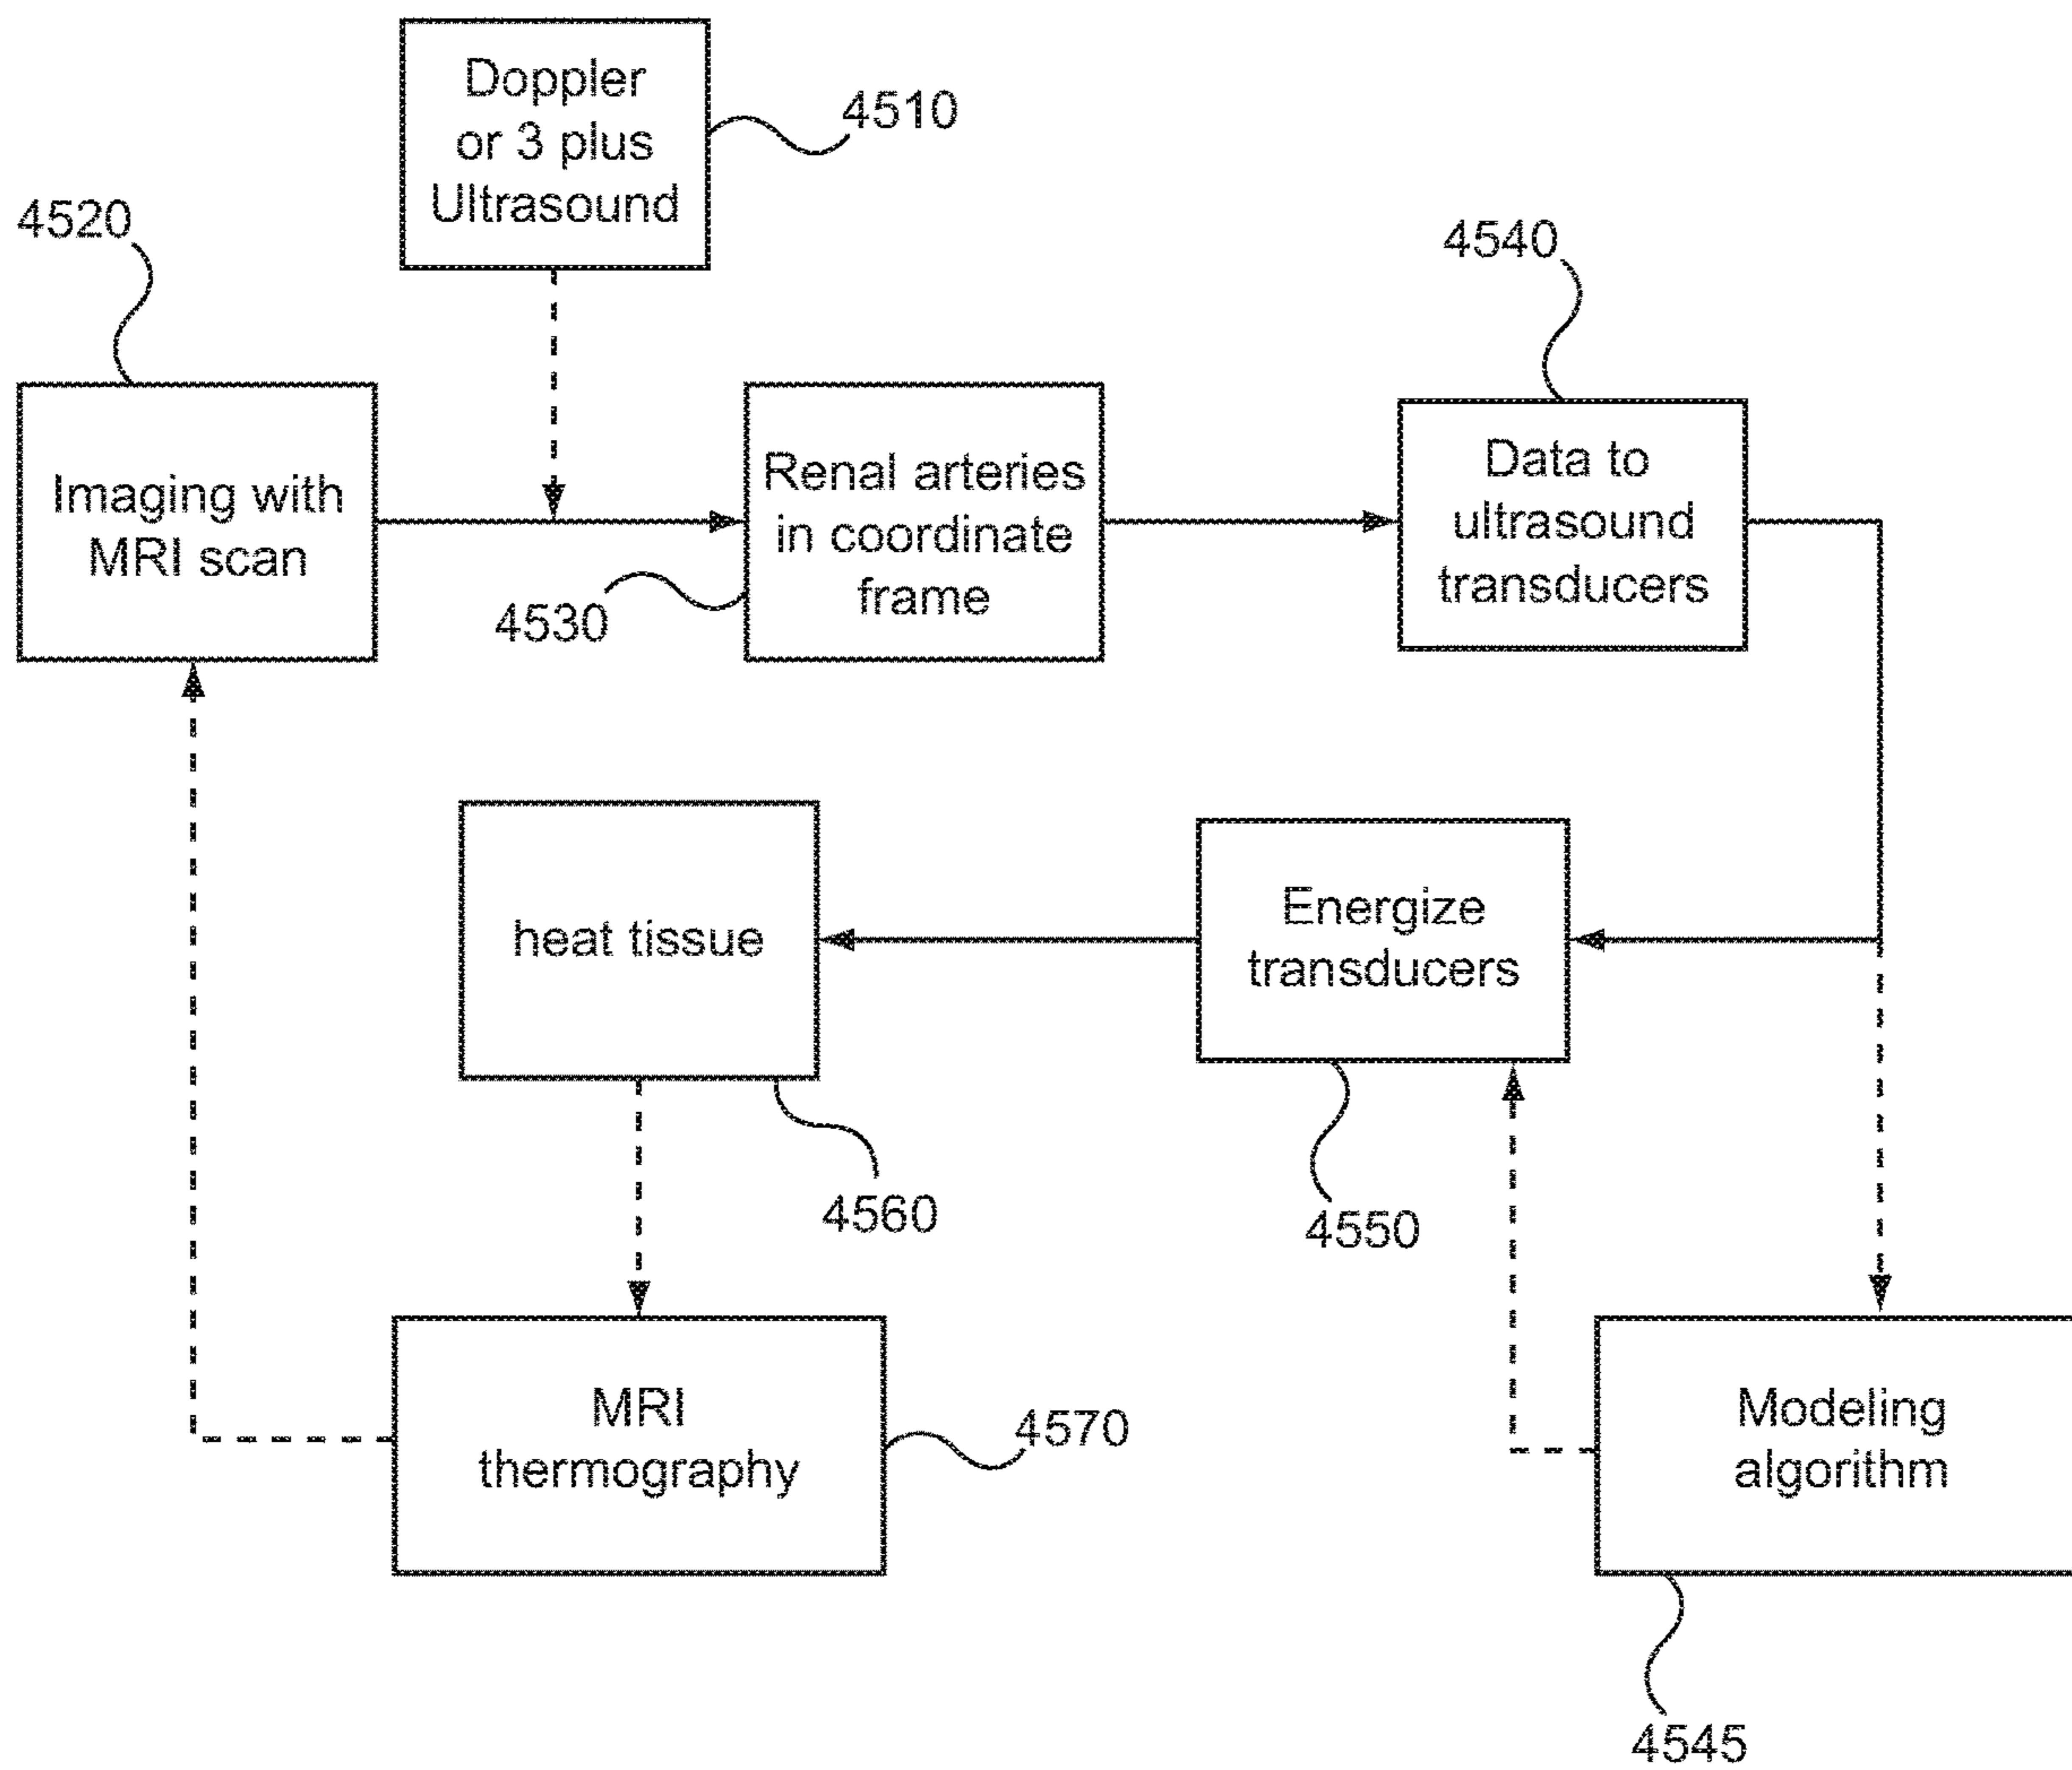 Doppler
or 3 plus
Ultrasound
4510
4520
4540
Imaging with
MRI scan
Renal arteries
in coordinate
frame
4530
Data to
ultrasound
transducers
heat tissue
Energize
transducers
4560
4550
MRI
thermography
4570
Modeling
algorithm
4545